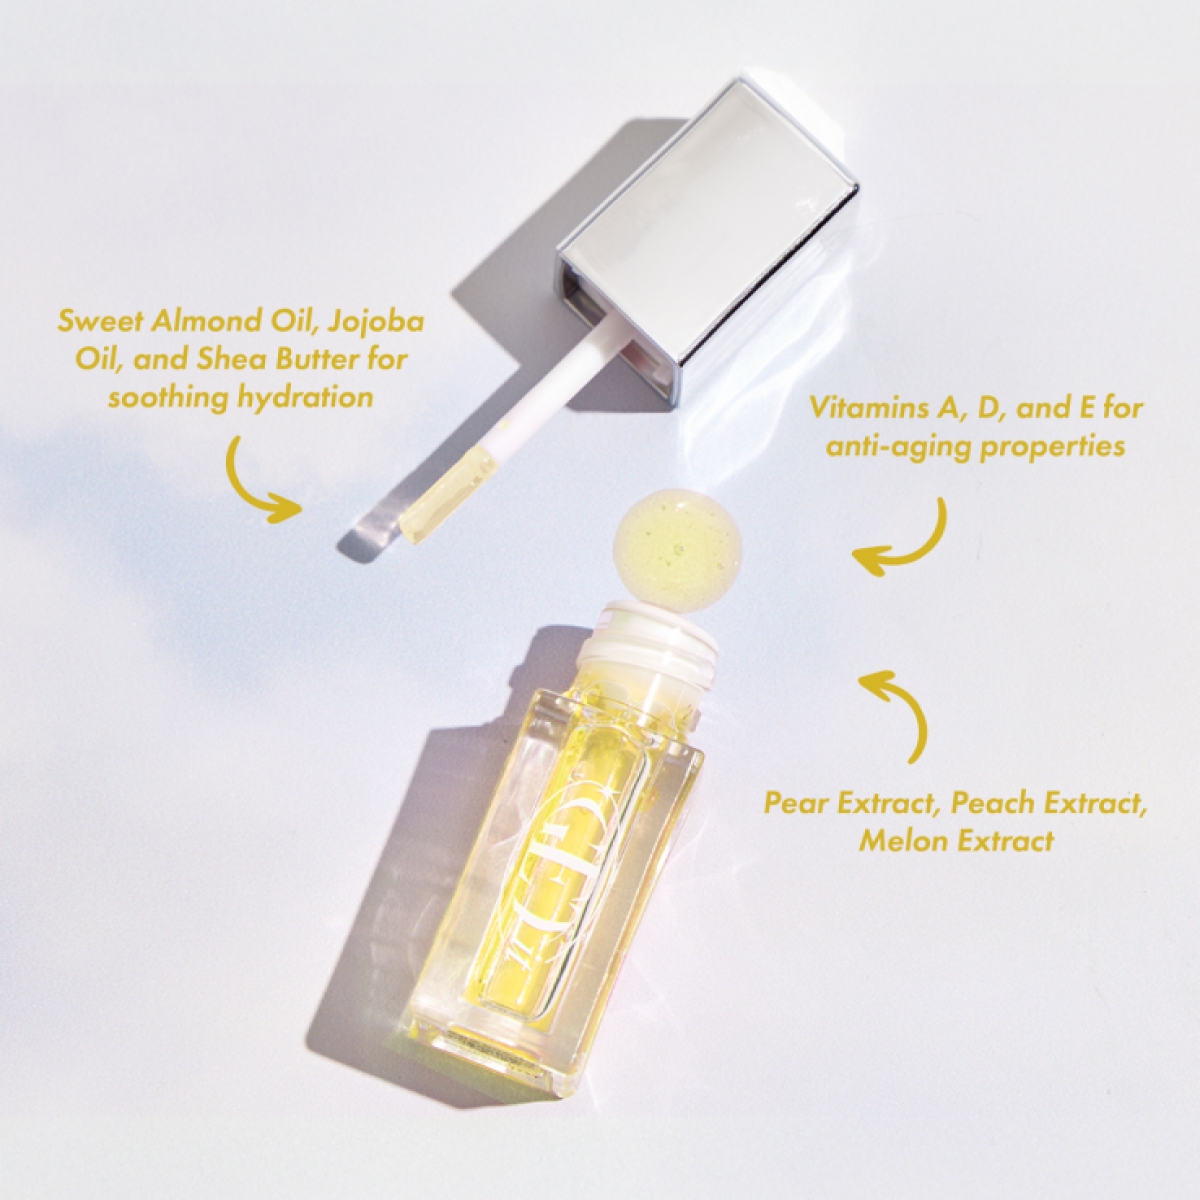 Sweet Almond Oil, Jojoba
Oil, and Shea Butter for
soothing hydration
Vitamins A, D, and E for
anti-aging properties
Pear Extract, Peach Extract,
Melon Extract